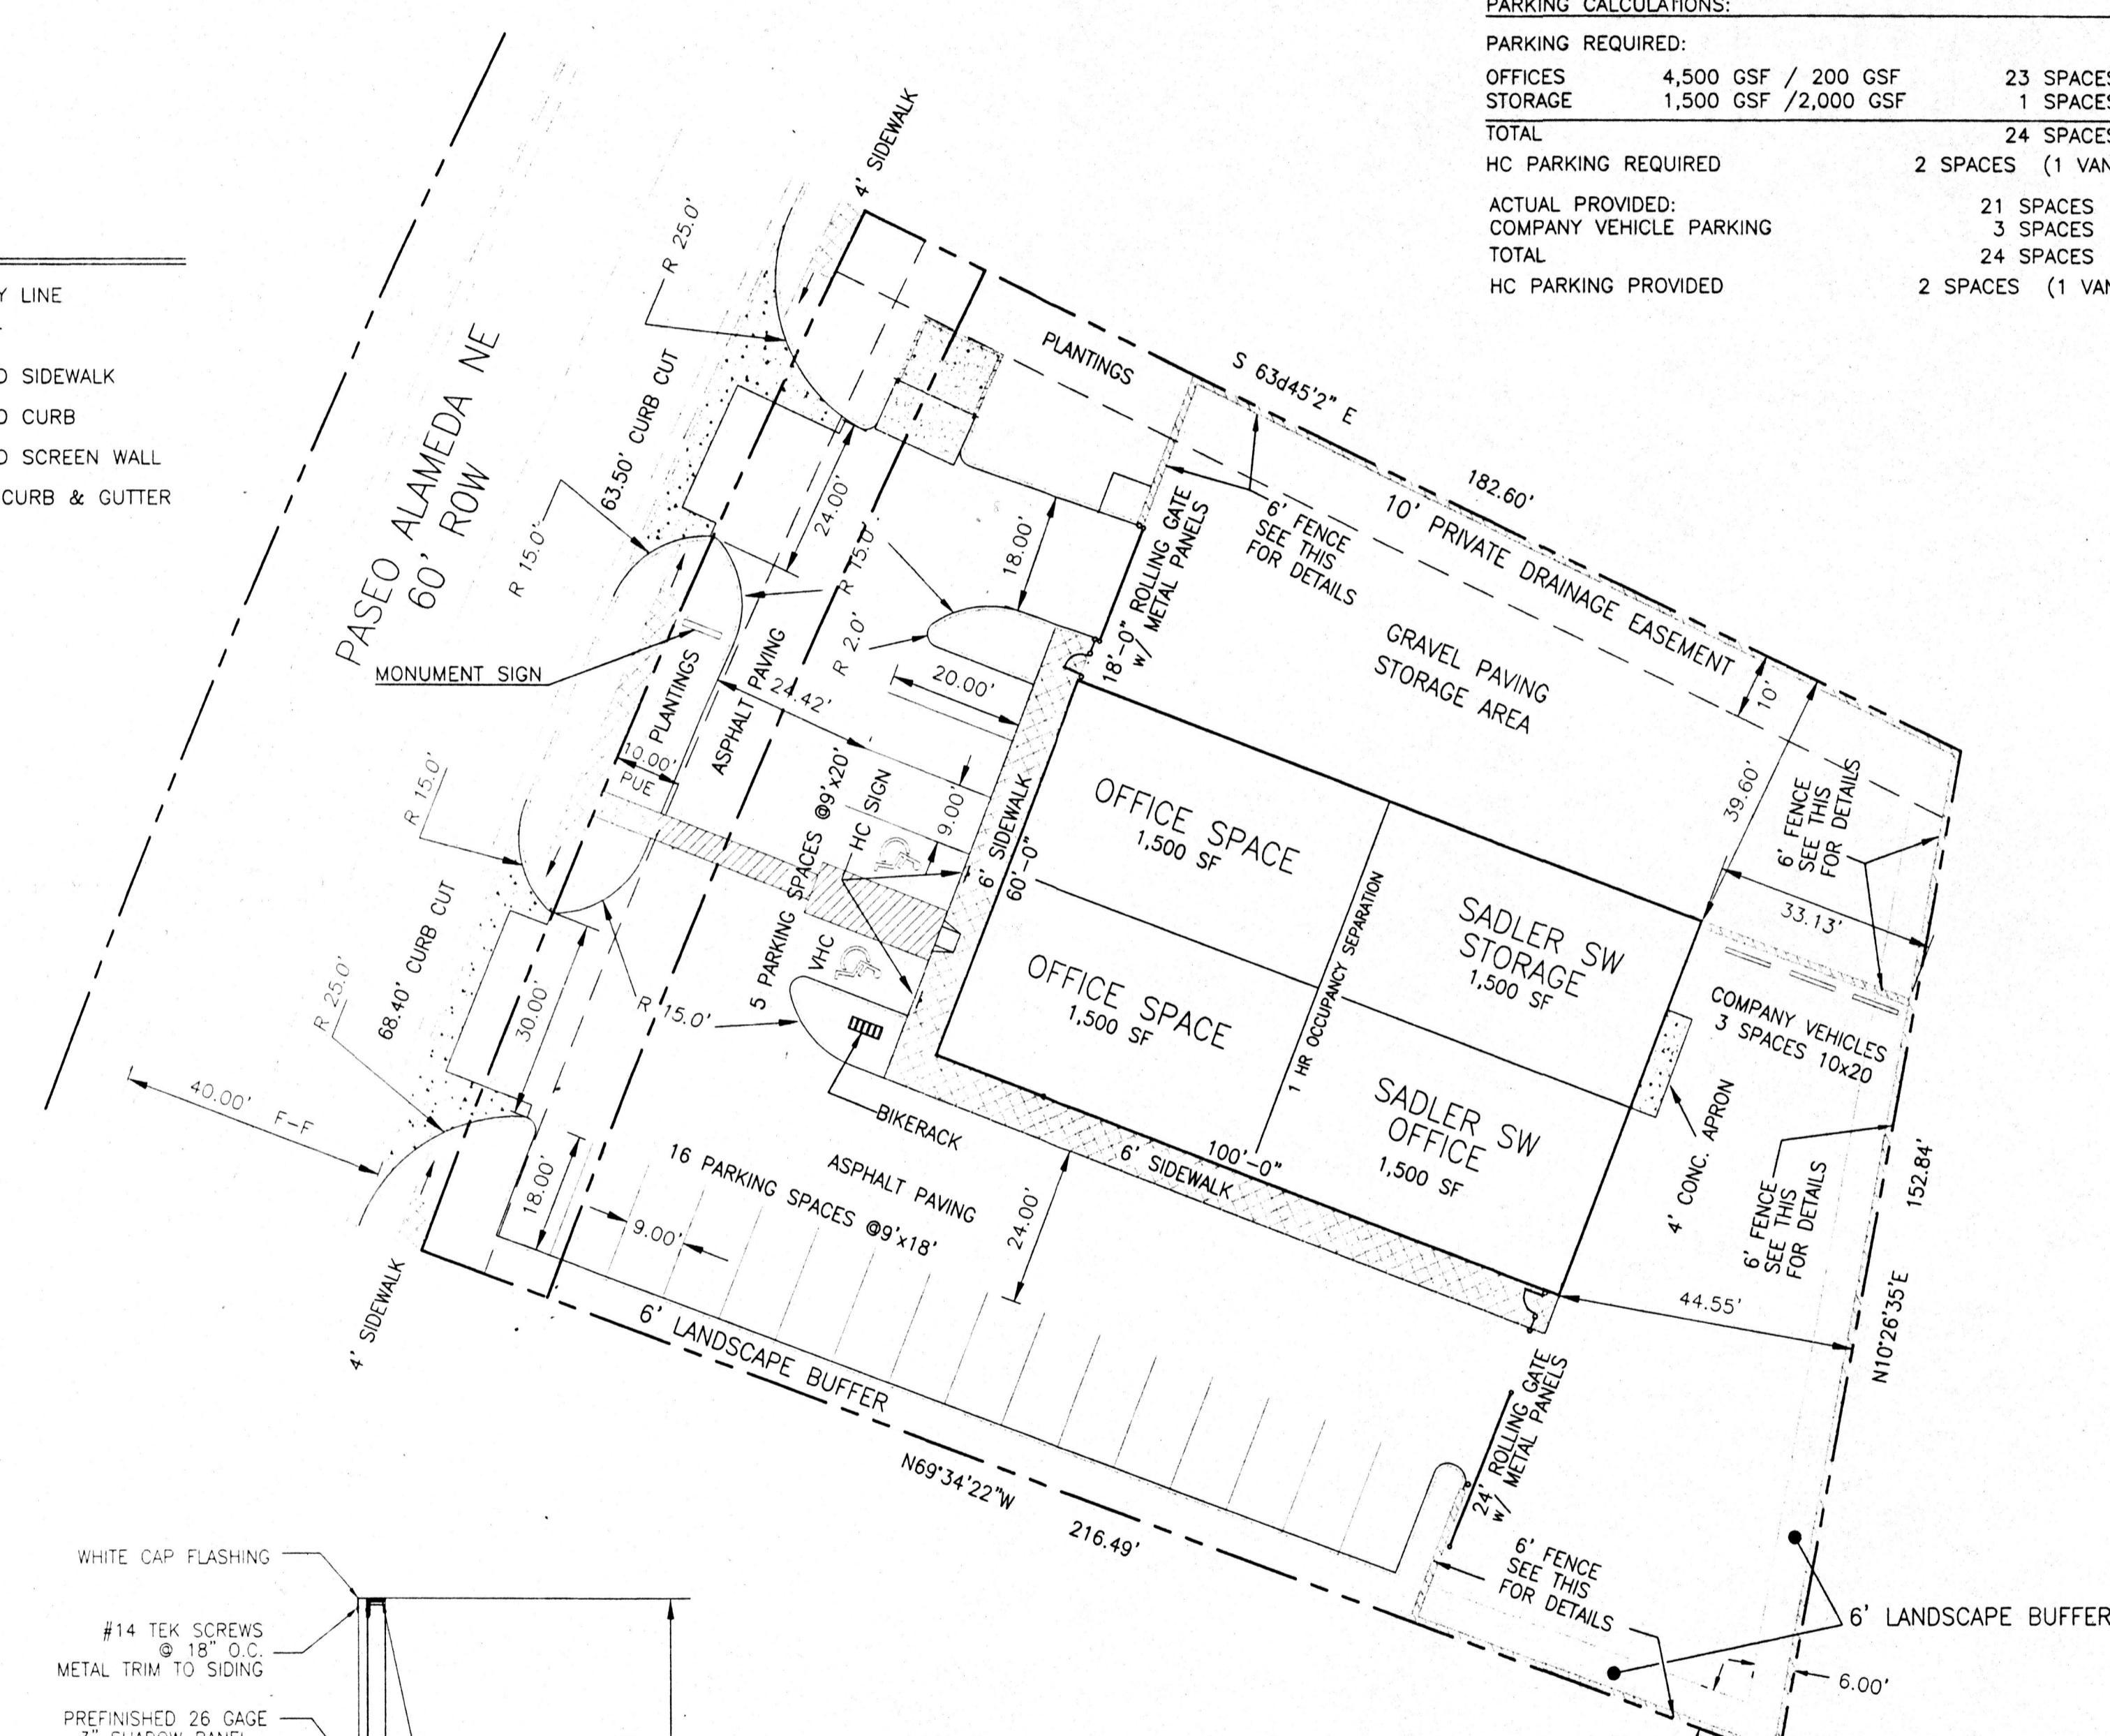 PARKING CALCULATIONS:
PARKING REQUIRED:
OFFICES 4,500 GSF / 200 GSF 23 SPACES
STORAGE 1,500 GSF /2,000 GSF 1 SPACES
TOTAL 24 SPACES
HC PARKING REQUIRED 2 SPACES (1 VAN
ACTUAL PROVIDED: 21 SPACES
COMPANY VEHICLE PARKING 3 SPACES
TOTAL 24 SPACES
HC PARKING PROVIDED 2 SPACES (1 VAN
Y LINE
SIDEWALK
CURB
SCREEN WALL
CURB & GUTTER
PASEO ALAMEDA NE
60' ROW
4' SIDEWALK
R 25.0'
63.50' CURB CUT
R 15.0'
24.00'
R 15.0'
R 2.0'
18.00'
PLANTINGS
S 63d45'2" E
182.60'
10' PRIVATE DRAINAGE EASEMENT
6' FENCE
SEE THIS
FOR DETAILS
18'-0" ROLLING GATE
w/ METAL PANELS
GRAVEL PAVING
STORAGE AREA
10'
39.60'
6' FENCE
SEE THIS
FOR DETAILS
33.13'
MONUMENT SIGN
PLANTINGS
ASPHALT PAVING
24.42'
20.00'
10.00'
PUE
R 15.0'
5 PARKING SPACES @9'x20'
HC SIGN
9.00'
6' SIDEWALK
60'-0"
VHC
OFFICE SPACE
1,500 SF
OFFICE SPACE
1,500 SF
1 HR OCCUPANCY SEPARATION
SADLER SW
STORAGE
1,500 SF
SADLER SW
OFFICE
1,500 SF
COMPANY VEHICLES
3 SPACES 10x20
4' CONC. APRON
6' FENCE
SEE THIS
FOR DETAILS
152.84'
N10°26'35"E
68.40' CURB CUT
R 25.0'
30.00'
R 15.0'
40.00' F-F
BIKERACK
18.00'
9.00'
16 PARKING SPACES @9'x18'
ASPHALT PAVING
24.00'
6' SIDEWALK
100'-0"
44.55'
4' SIDEWALK
6' LANDSCAPE BUFFER
N69°34'22"W
216.49'
24' ROLLING GATE
w/ METAL PANELS
6' FENCE
SEE THIS
FOR DETAILS
6' LANDSCAPE BUFFER
6.00'
WHITE CAP FLASHING
#14 TEK SCREWS
@ 18" O.C.
METAL TRIM TO SIDING
PREFINISHED 26 GAGE